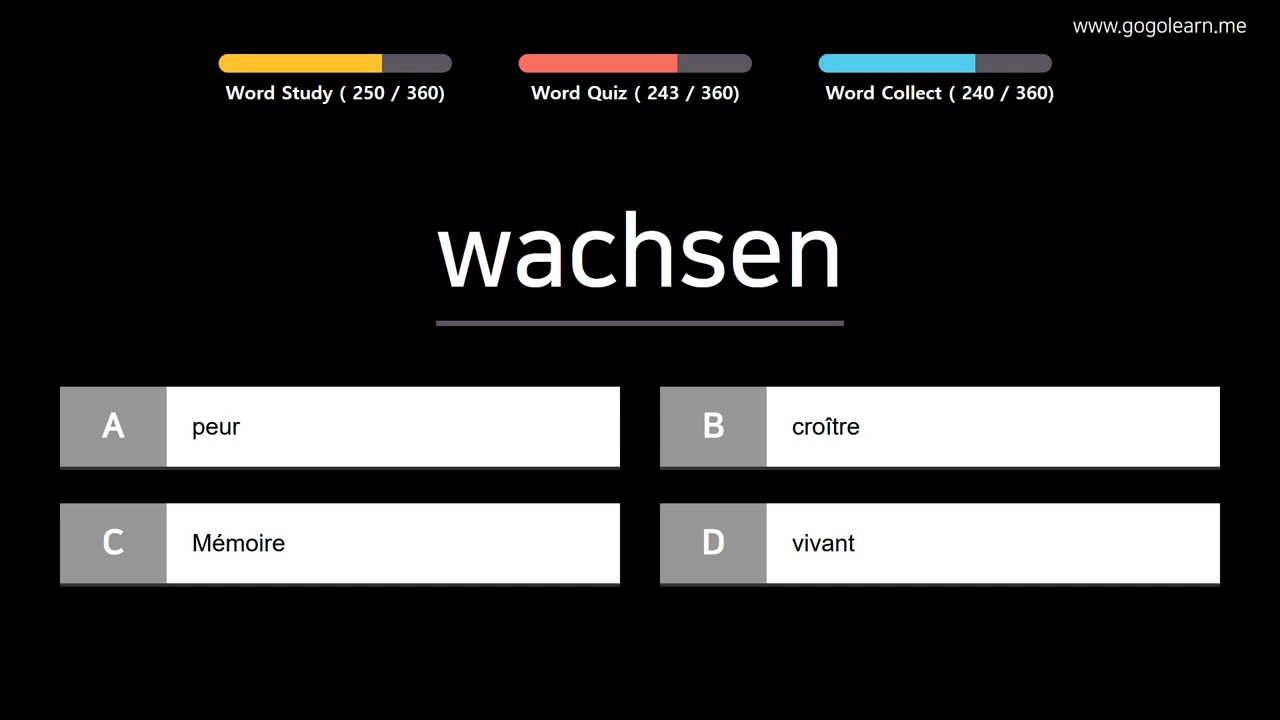 www.gogolearn.me
Word Study ( 250 / 360)
Word Quiz ( 243 / 360)
Word Collect ( 240 / 360)
wachsen
A peur
B croître
C Mémoire
D vivant